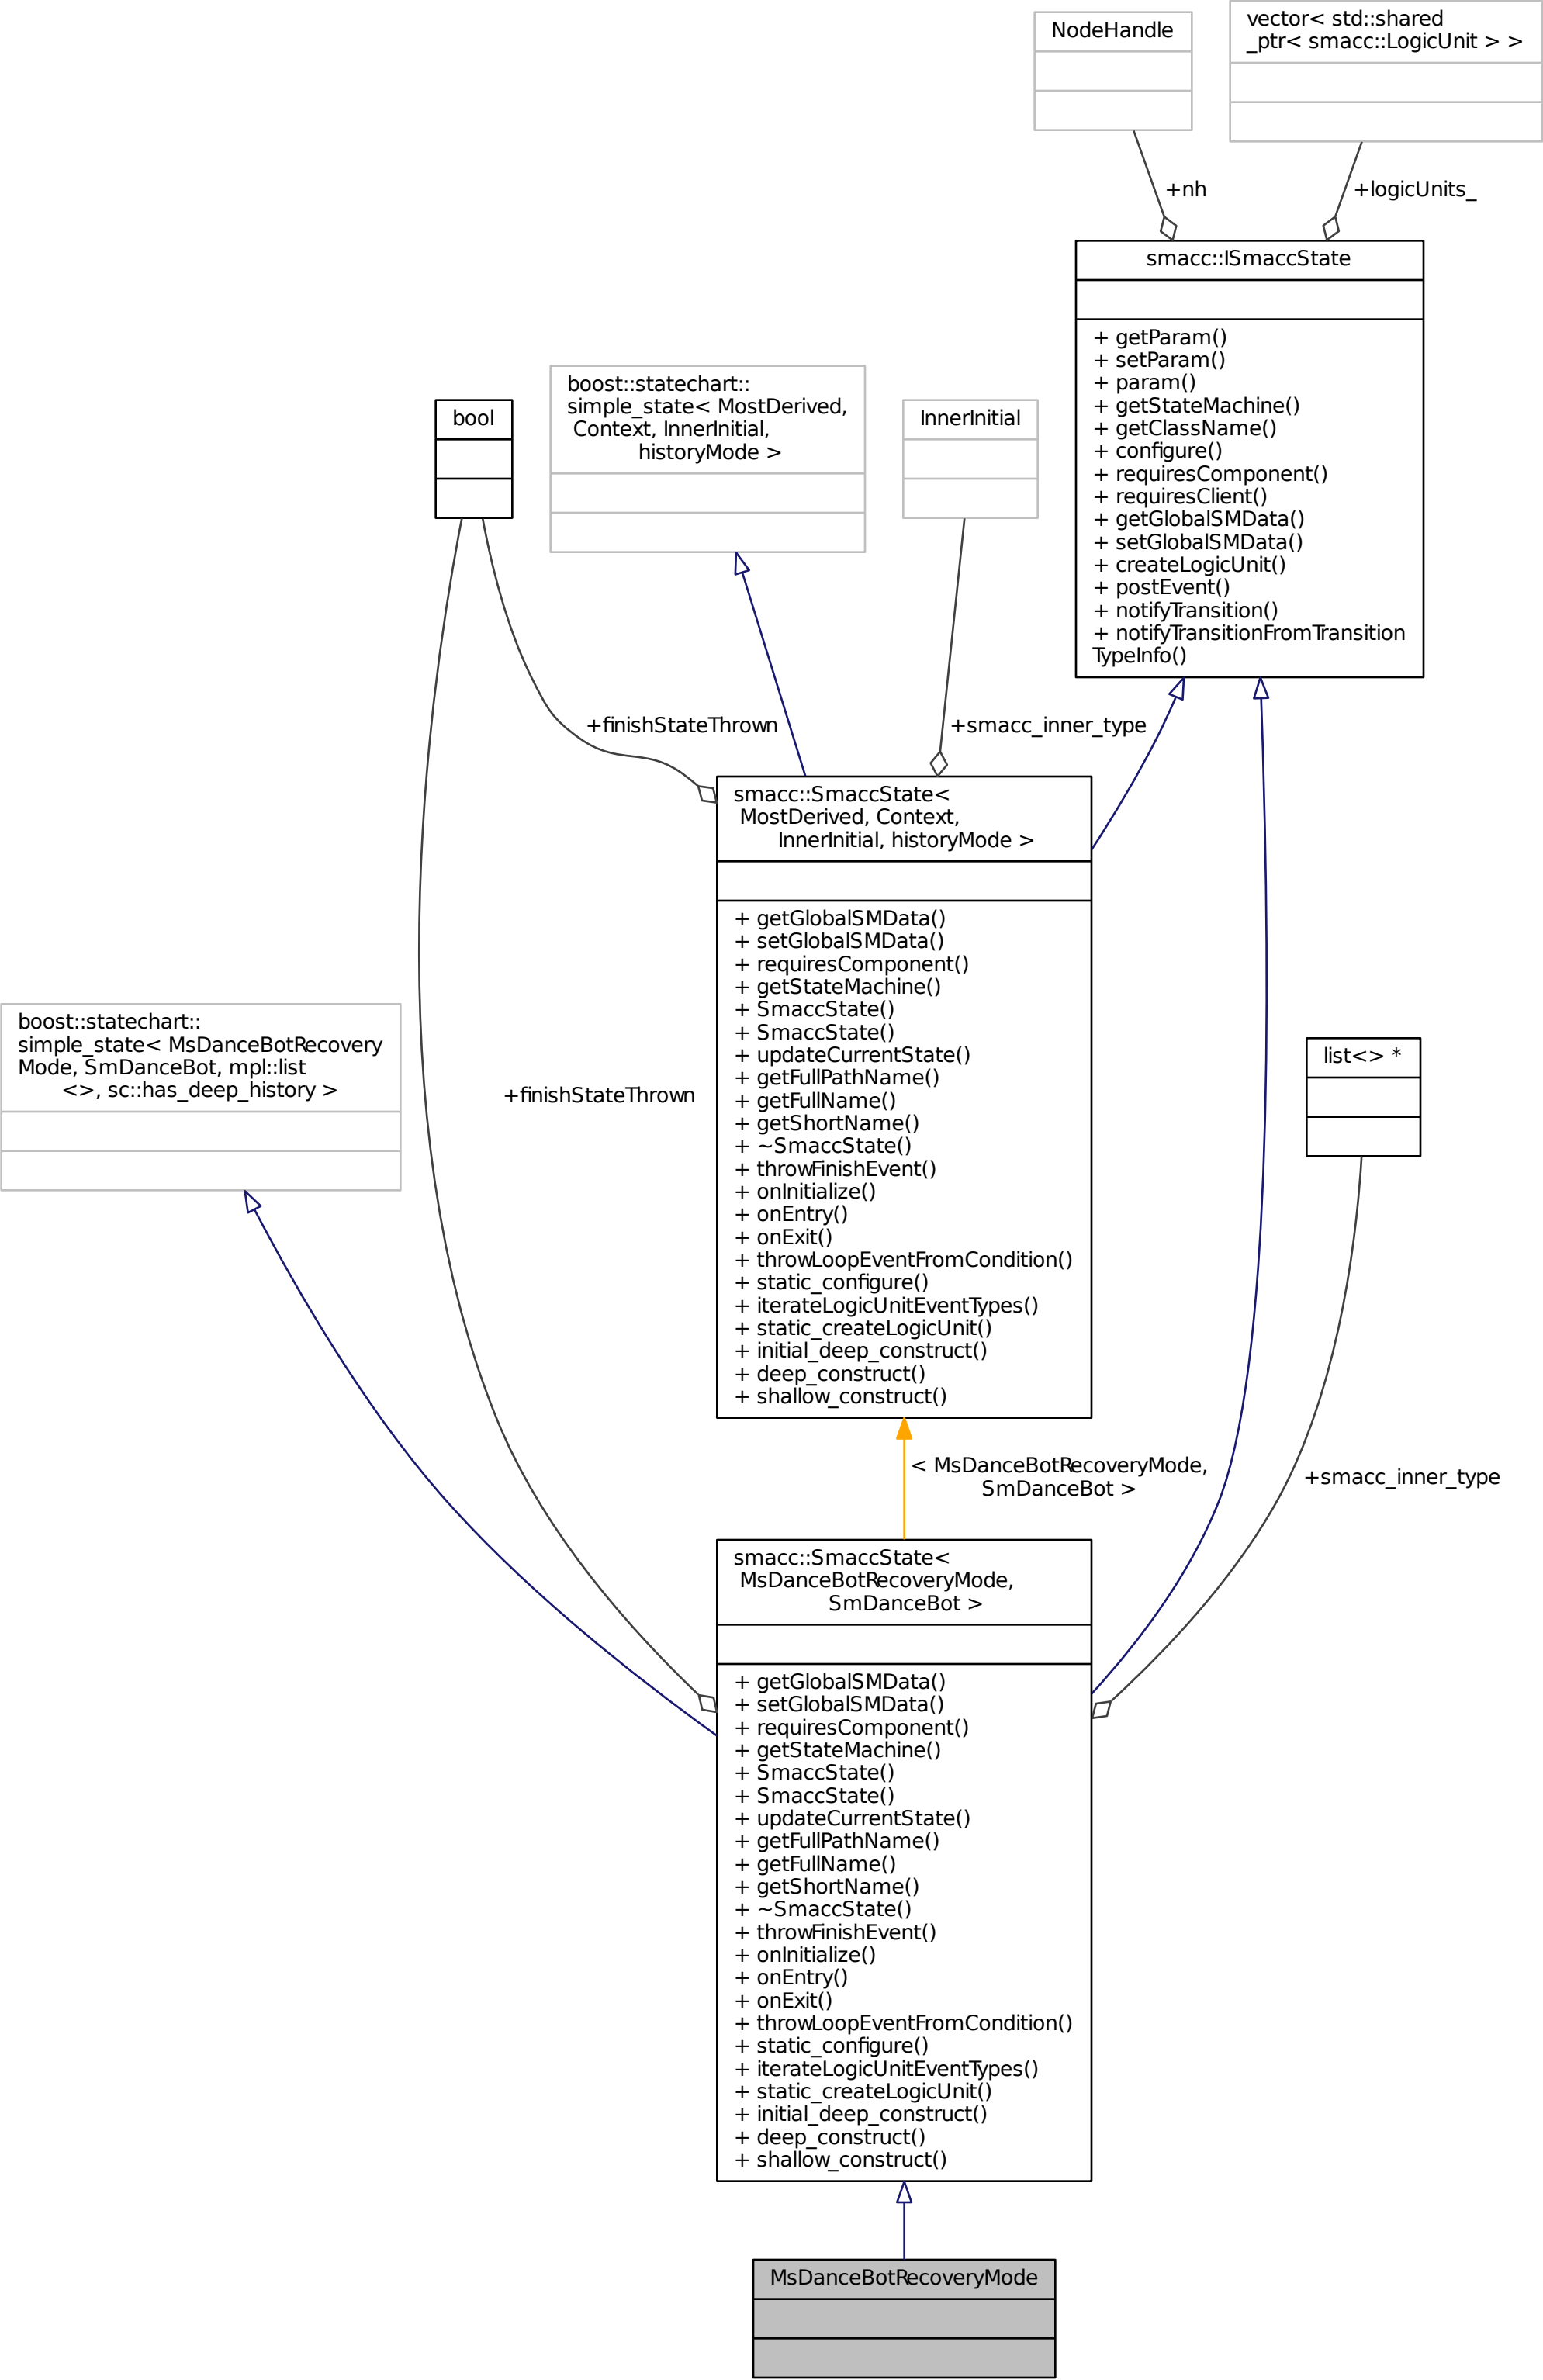 NodeHandle
vector< std::shared
_ptr< smacc::LogicUnit > >
+nh
+logicUnits_
smacc::ISmaccState
+ getParam()
+ setParam()
+ param()
+ getStateMachine()
+ getClassName()
+ configure()
+ requiresComponent()
+ requiresClient()
+ getGlobalSMData()
+ setGlobalSMData()
+ createLogicUnit()
+ postEvent()
+ notifyTransition()
+ notifyTransitionFromTransition
TypeInfo()
bool
boost::statechart::
simple_state< MostDerived,
Context, InnerInitial,
historyMode >
InnerInitial
+finishStateThrown
+smacc_inner_type
smacc::SmaccState<
MostDerived, Context,
InnerInitial, historyMode >
+ getGlobalSMData()
+ setGlobalSMData()
+ requiresComponent()
+ getStateMachine()
+ SmaccState()
+ SmaccState()
+ updateCurrentState()
+ getFullPathName()
+ getFullName()
+ getShortName()
+ ~SmaccState()
+ throwFinishEvent()
+ onInitialize()
+ onEntry()
+ onExit()
+ throwLoopEventFromCondition()
+ static_configure()
+ iterateLogicUnitEventTypes()
+ static_createLogicUnit()
+ initial_deep_construct()
+ deep_construct()
+ shallow_construct()
boost::statechart::
simple_state< MsDanceBotRecovery
Mode, SmDanceBot, mpl::list
<>, sc::has_deep_history >
+finishStateThrown
list<> *
< MsDanceBotRecoveryMode,
SmDanceBot >
+smacc_inner_type
smacc::SmaccState<
MsDanceBotRecoveryMode,
SmDanceBot >
+ getGlobalSMData()
+ setGlobalSMData()
+ requiresComponent()
+ getStateMachine()
+ SmaccState()
+ SmaccState()
+ updateCurrentState()
+ getFullPathName()
+ getFullName()
+ getShortName()
+ ~SmaccState()
+ throwFinishEvent()
+ onInitialize()
+ onEntry()
+ onExit()
+ throwLoopEventFromCondition()
+ static_configure()
+ iterateLogicUnitEventTypes()
+ static_createLogicUnit()
+ initial_deep_construct()
+ deep_construct()
+ shallow_construct()
MsDanceBotRecoveryMode